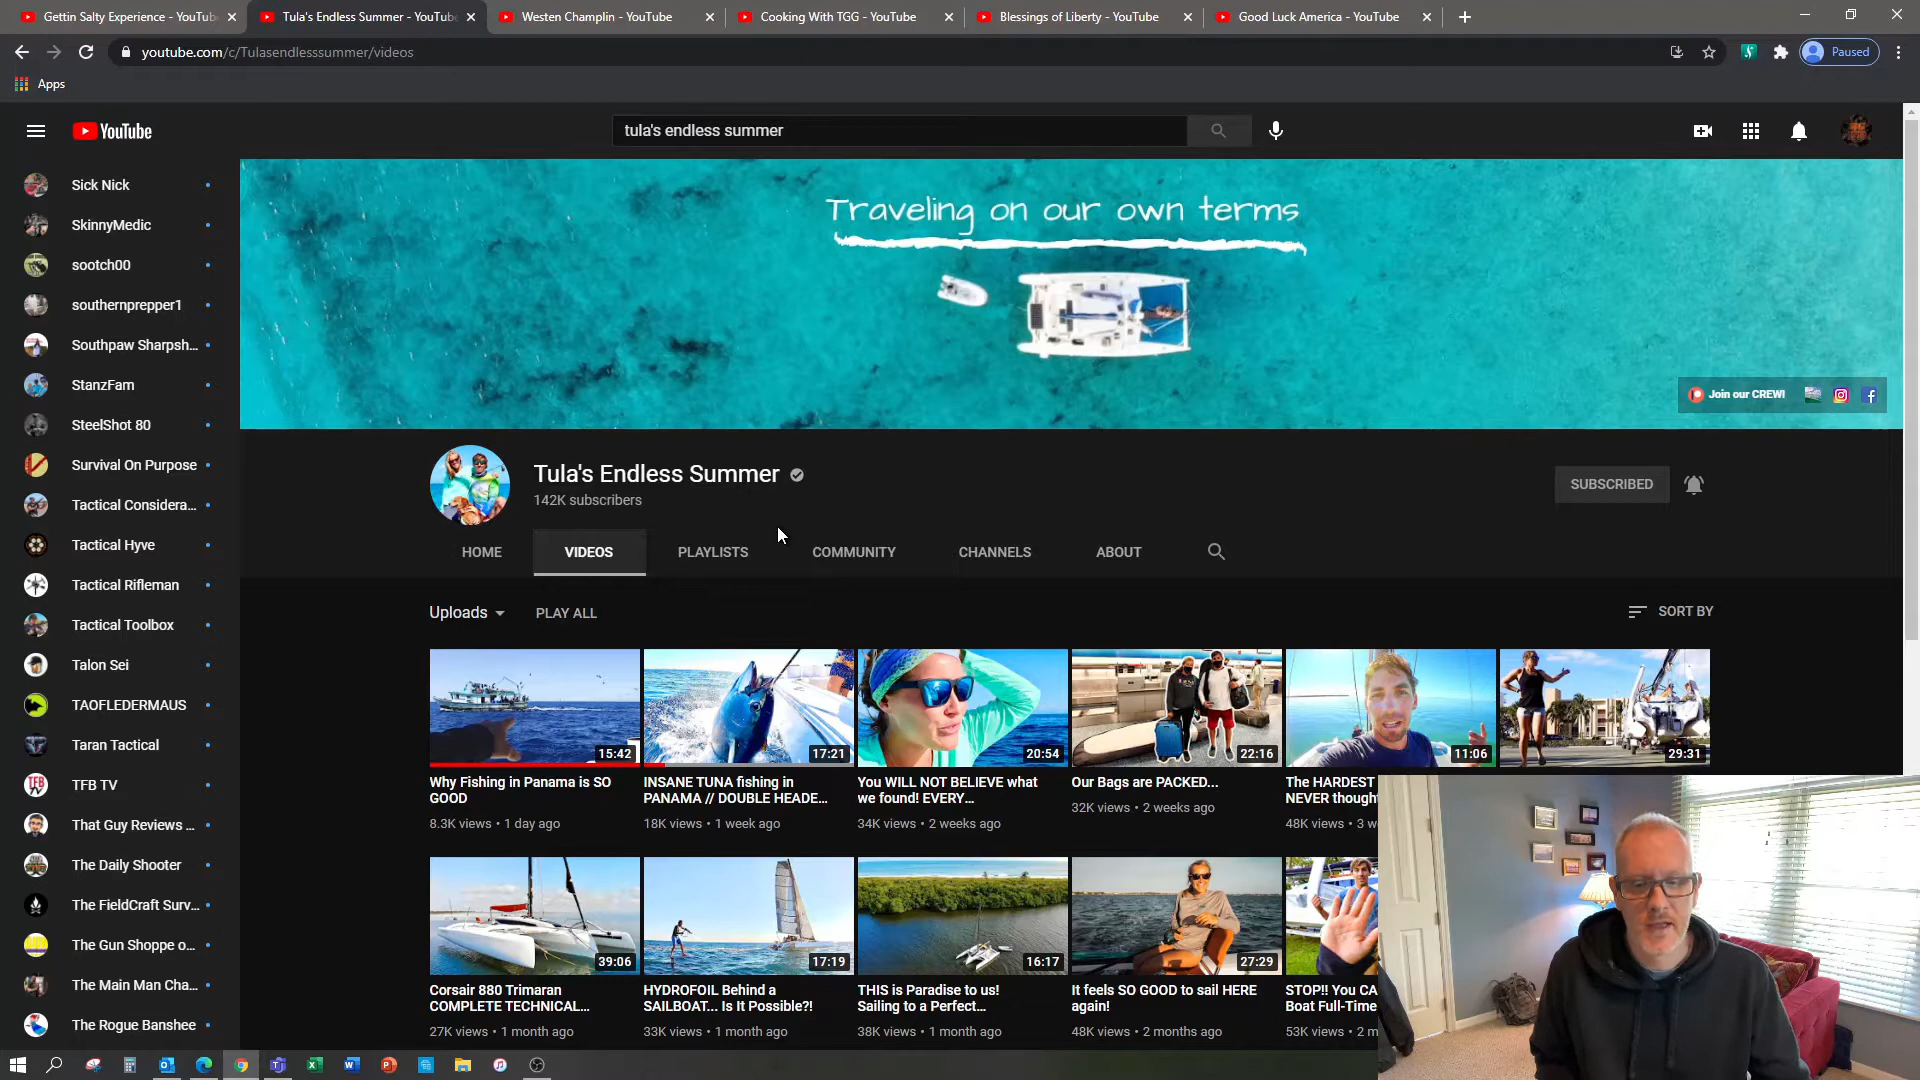 Gettin Salty Experience - YouTub
Tula's Endless Summer - YouTube
Westen Champlin - YouTube
Cooking With TGG - YouTube
Blessings of Liberty - YouTube
Good Luck America - YouTube
youtube.com/c/Tulasendlesssummer/videos
Paused
Apps
YouTube
tula's endless summer
Sick Nick
SkinnyMedic
sootch00
southernprepper1
Southpaw Sharpsh...
StanzFam
SteelShot 80
Survival On Purpose
Tactical Considera...
Tactical Hyve
Tactical Rifleman
Tactical Toolbox
Talon Sei
TAOFLEDERMAUS
Taran Tactical
TFB TV
That Guy Reviews ...
The Daily Shooter
The FieldCraft Surv...
The Gun Shoppe o...
The Main Man Cha...
The Rogue Banshee
Traveling on our own terms
Join our CREW!
Tula's Endless Summer
142K subscribers
SUBSCRIBED
HOME
VIDEOS
PLAYLISTS
COMMUNITY
CHANNELS
ABOUT
Uploads
PLAY ALL
SORT BY
15:42
Why Fishing in Panama is SO
GOOD
8.3K views • 1 day ago
17:21
INSANE TUNA fishing in
PANAMA // DOUBLE HEADE...
18K views • 1 week ago
20:54
You WILL NOT BELIEVE what
we found! EVERY...
34K views • 2 weeks ago
22:16
Our Bags are PACKED...
32K views • 2 weeks ago
11:06
The HARDEST
NEVER thought
48K views • 3 w
29:31
39:06
Corsair 880 Trimaran
COMPLETE TECHNICAL...
27K views • 1 month ago
17:19
HYDROFOIL Behind a
SAILBOAT... Is It Possible?!
33K views • 1 month ago
16:17
THIS is Paradise to us!
Sailing to a Perfect...
38K views • 1 month ago
27:29
It feels SO GOOD to sail HERE
again!
48K views • 2 months ago
STOP!! You CA
Boat Full-Time
53K views • 2 m